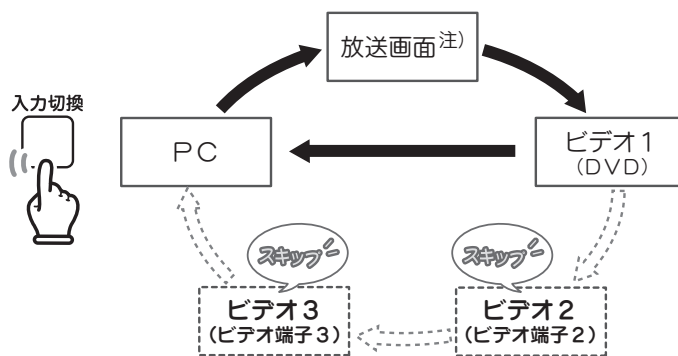 放送画面注)
入力切換
PC
ビデオ1
(DVD)
スキップ
スキップ
ビデオ3
(ビデオ端子3)
ビデオ2
(ビデオ端子2)